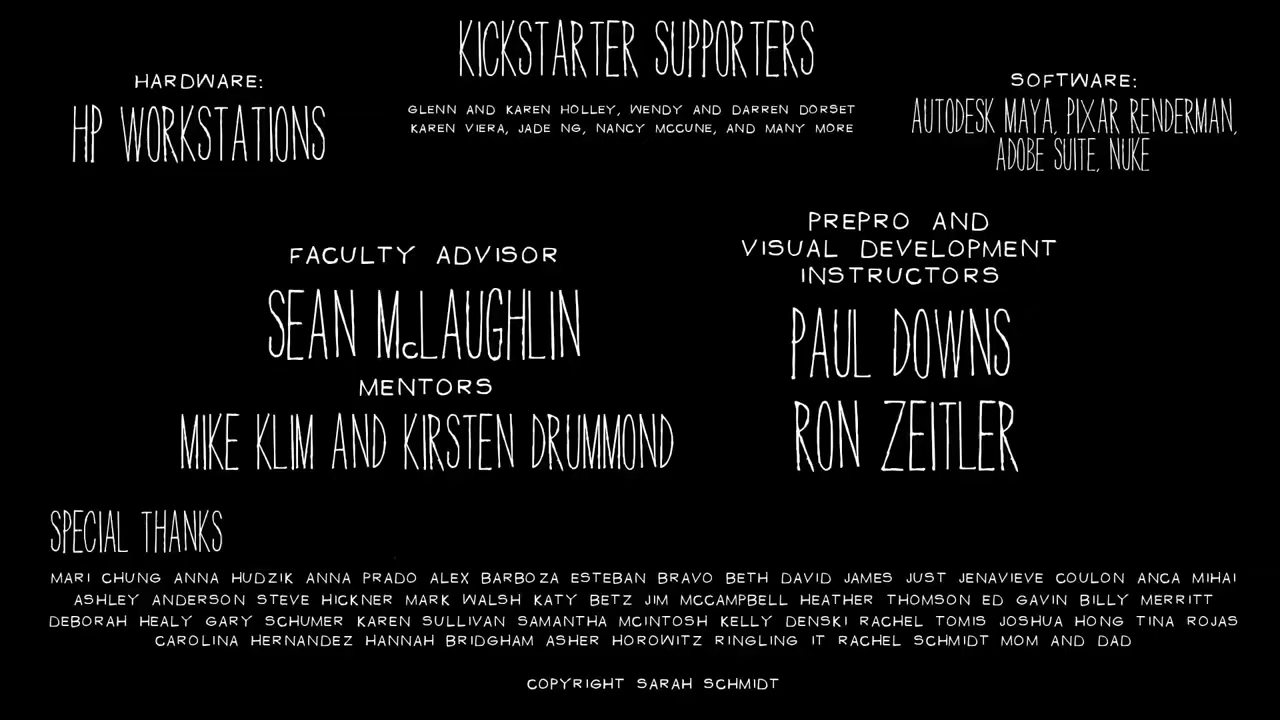 KICKSTARTER SUPPORTERS
GLENN AND KAREN HOLLEY, WENDY AND DARREN DORSET
KAREN VIERA, JADE NG, NANCY MCCUNE, AND MANY MORE
HARDWARE:
HP WORKSTATIONS
SOFTWARE:
AUTODESK MAYA, PIXAR RENDERMAN,
ADOBE SUITE, NUKE
FACULTY ADVISOR
SEAN McLAUGHLIN
MENTORS
MIKE KLIM AND KIRSTEN DRUMMOND
PREPRO AND
VISUAL DEVELOPMENT
INSTRUCTORS
PAUL DOWNS
RON ZEITLER
SPECIAL THANKS
MARI CHUNG ANNA HUDZIK ANNA PRADO ALEX BARBOZA ESTEBAN BRAVO BETH DAVID JAMES JUST JENAVIEVE COULON ANCA MIHAI
ASHLEY ANDERSON STEVE HICKNER MARK WALSH KATY BETZ JIM MCCAMPBELL HEATHER THOMSON ED GAVIN BILLY MERRITT
DEBORAH HEALY GARY SCHUMER KAREN SULLIVAN SAMANTHA MCINTOSH KELLY DENSKI RACHEL TOMIS JOSHUA HONG TINA ROJAS
CAROLINA HERNANDEZ HANNAH BRIDGHAM ASHER HOROWITZ RINGLING IT RACHEL SCHMIDT MOM AND DAD
COPYRIGHT SARAH SCHMIDT